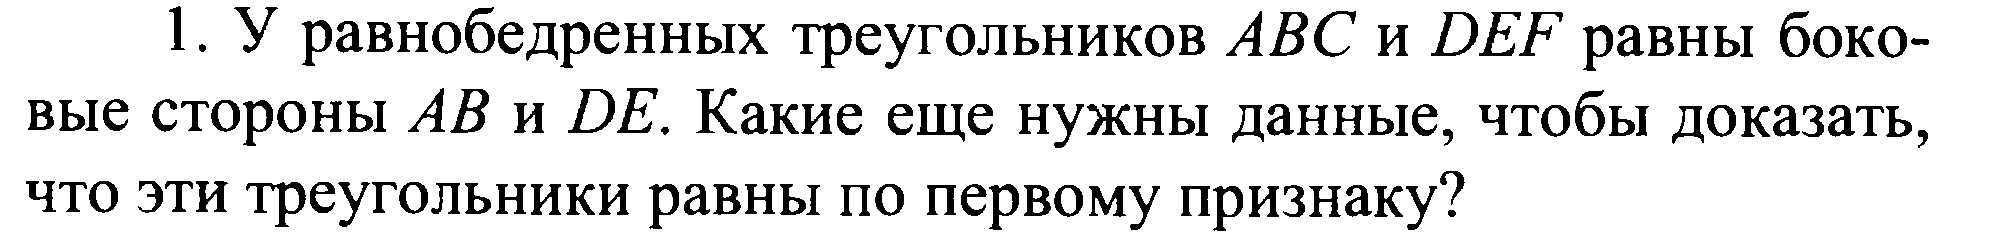 1. У равнобедренных треугольников ABC и DEF равны боко-
вые стороны AB и DE. Какие еще нужны данные, чтобы доказать,
что эти треугольники равны по первому признаку?